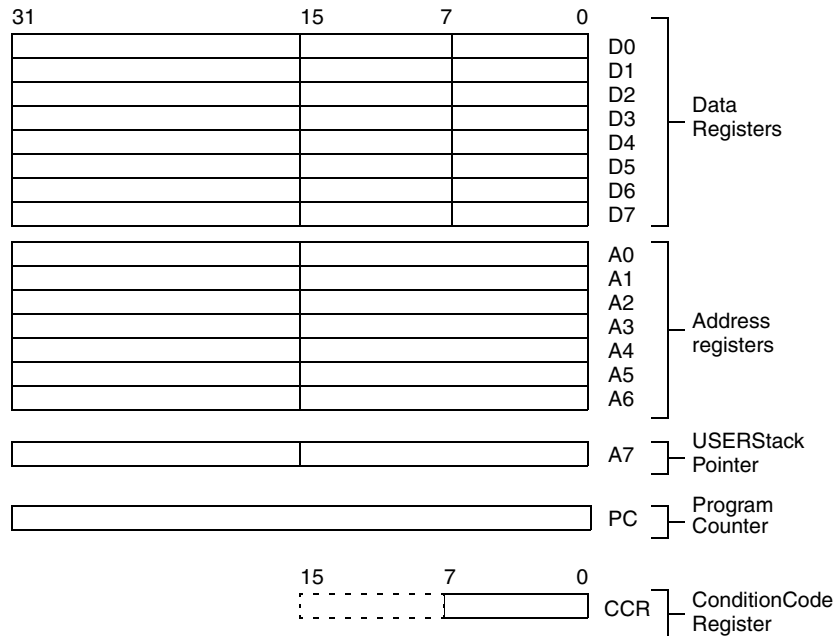 31 15 7 0
D0
D1
D2
D3
D4
D5
D6
D7
Data
Registers
A0
A1
A2
A3
A4
A5
A6
Address
registers
A7
USERStack
Pointer
PC
Program
Counter
15 7 0
CCR
ConditionCode
Register